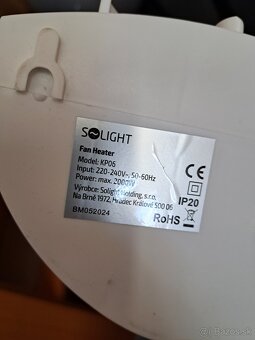 SOLIGHT
Fan Heater
Model: KP06
Input: 220-240V~, 50-60Hz
Power: max. 2000W
Výrobce: Solight Holding, s.r.o.
Na Brně 1972, Hradec Králové 500 06
SM052024
CE
IP20
RoHS